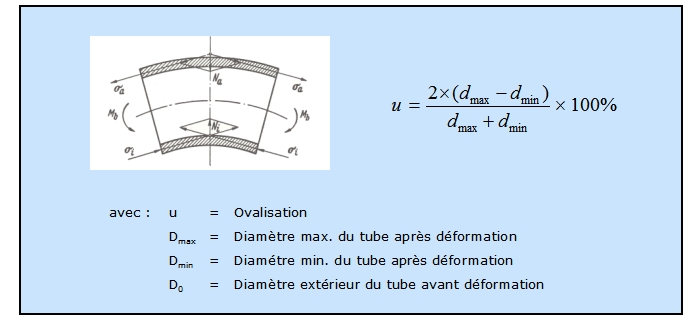 σa Na σa
Mb Mb
Ni
σi σi
u = 2×(dmax − dmin) / dmax + dmin × 100%
avec : u = Ovalisation
Dmax = Diamètre max. du tube après déformation
Dmin = Diamétre min. du tube après déformation
D0 = Diamètre extérieur du tube avant déformation